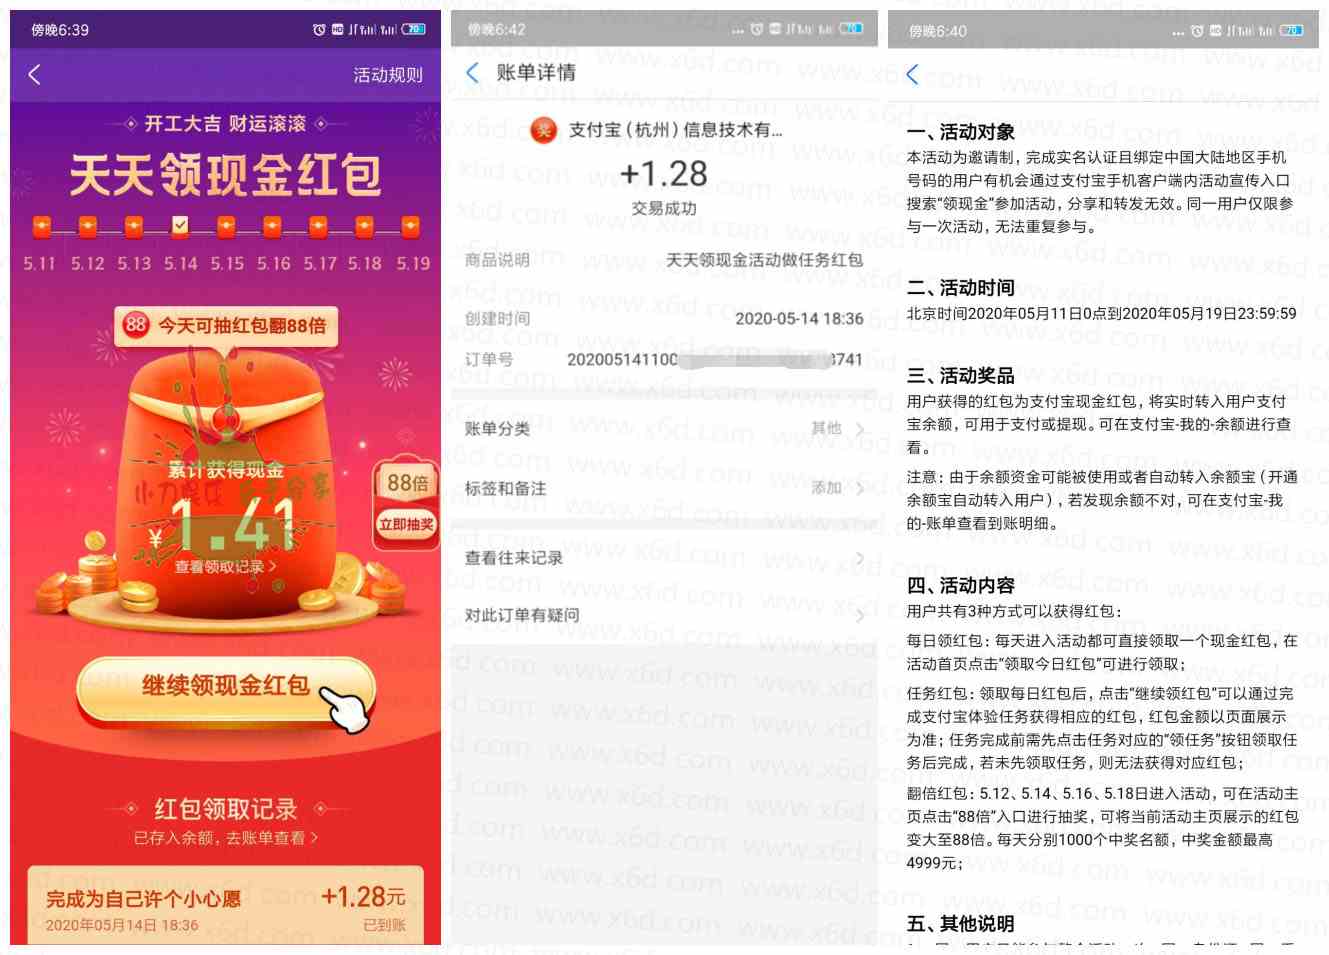 傍晚6:39
70
活动规则
开工大吉 财运滚滚
天天领现金红包
5.11 5.12 5.13 5.14 5.15 5.16 5.17 5.18 5.19
88 今天可抽红包翻88倍
累计获得现金
¥1.41
查看领取记录
88倍
立即抽奖
继续领现金红包
红包领取记录
已存入余额,去账单查看
完成为自己许个小心愿
+1.28元
2020年05月14日 18:36
已到账
傍晚6:42
70
账单详情
奖 支付宝(杭州)信息技术有...
+1.28
交易成功
商品说明 天天领现金活动做任务红包
创建时间 2020-05-14 18:36
订单号 20200514110 3741
账单分类 其他
标签和备注 添加
查看往来记录
对此订单有疑问
傍晚6:40
70
一、活动对象
本活动为邀请制,完成实名认证且绑定中国大陆地区手机
号码的用户有机会通过支付宝手机客户端内活动宣传入口
搜索“领现金”参加活动,分享和转发无效。同一用户仅限参
与一次活动,无法重复参与。
二、活动时间
北京时间2020年05月11日0点到2020年05月19日23:59:59
三、活动奖品
用户获得的红包为支付宝现金红包,将实时转入用户支付
宝余额,可用于支付或提现。可在支付宝-我的-余额进行查
看。
注意:由于余额资金可能被使用或者自动转入余额宝(开通
余额宝自动转入用户),若发现余额不对,可在支付宝-我
的-账单查看到账明细。
四、活动内容
用户共有3种方式可以获得红包:
每日领红包:每天进入活动都可直接领取一个现金红包,在
活动首页点击“领取今日红包”可进行领取;
任务红包:领取每日红包后,点击“继续领红包”可以通过完
成支付宝体验任务获得相应的红包,红包金额以页面展示
为准;任务完成前需先点击任务对应的“领任务”按钮领取任
务后完成,若未先领取任务,则无法获得对应红包;
翻倍红包:5.12、5.14、5.16、5.18日进入活动,可在活动主
页点击“88倍”入口进行抽奖,可将当前活动主页展示的红包
变大至88倍。每天分别1000个中奖名额,中奖金额最高
4999元;
五、其他说明
www.x6d.com